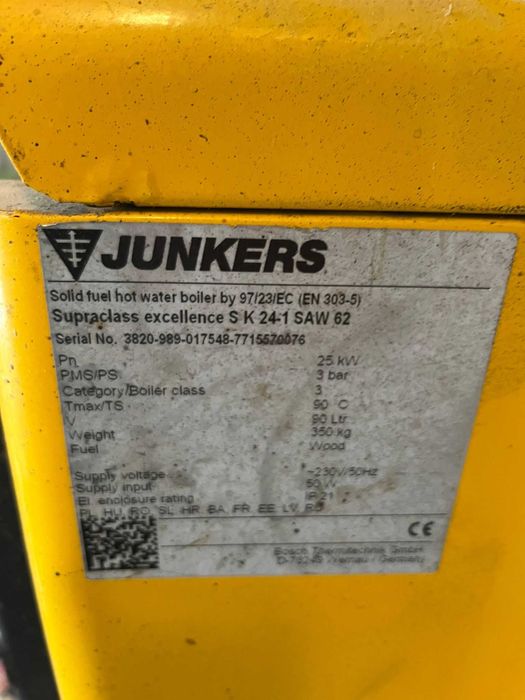 JUNKERS
Solid fuel hot water boiler by 97/23/EC (EN 303-5)
Supraclass excellence S K 24-1 SAW 62
Serial No. 3820-989-017548-7715570076
Pn 25 kW
PMS/PS 3 bar
Category/Boiler class 3
Tmax/TS 90 C
V 90 Ltr
Weight 350 kg
Fuel Wood
Supply voltage ~230V/50Hz
Supply input 50 W
El. enclosure rating IP 21
PL, HU, RO, SL, HR, BA, FR, EE, LV,
CE
Bosch Thermotechnik GmbH
Wernau / Germany